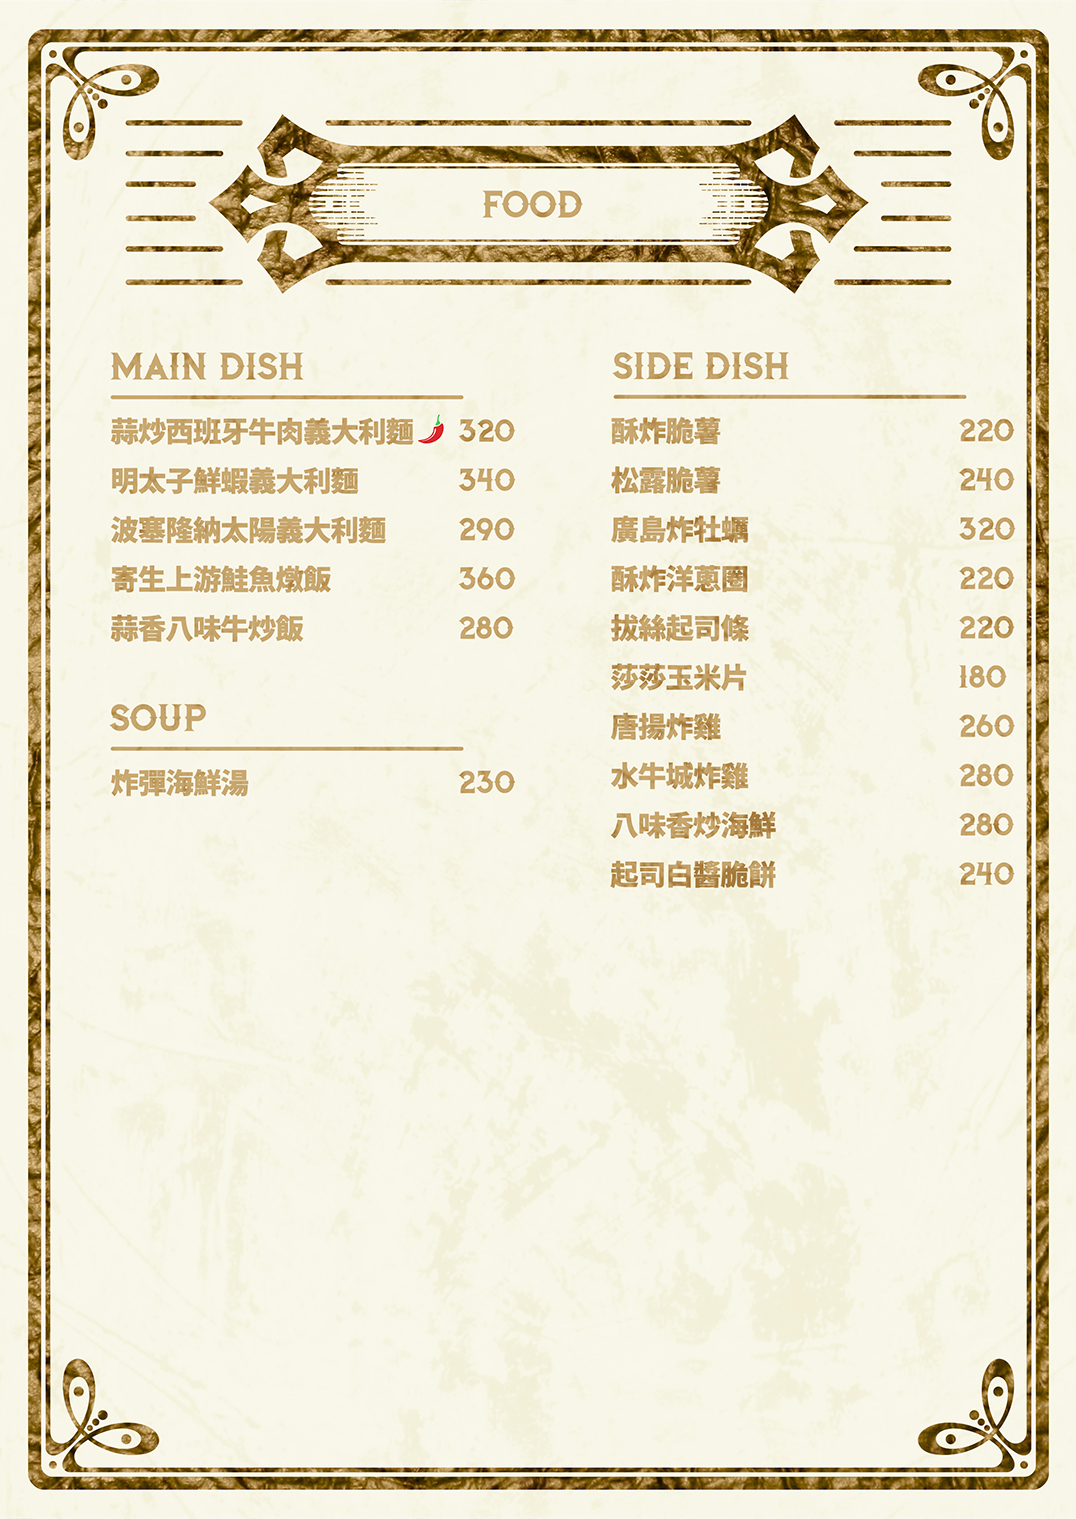 FOOD
MAIN DISH
蒜炒西班牙牛肉義大利麵🌶️ 320
明太子鮮蝦義大利麵 340
波塞隆納太陽義大利麵 290
寄生上游鮭魚燉飯 360
蒜香八味牛炒飯 280
SOUP
炸彈海鮮湯 230
SIDE DISH
酥炸脆薯 220
松露脆薯 240
廣島炸牡蠣 320
酥炸洋蔥圈 220
拔絲起司條 220
莎莎玉米片 180
唐揚炸雞 260
水牛城炸雞 280
八味香炒海鮮 280
起司白醬脆餅 240